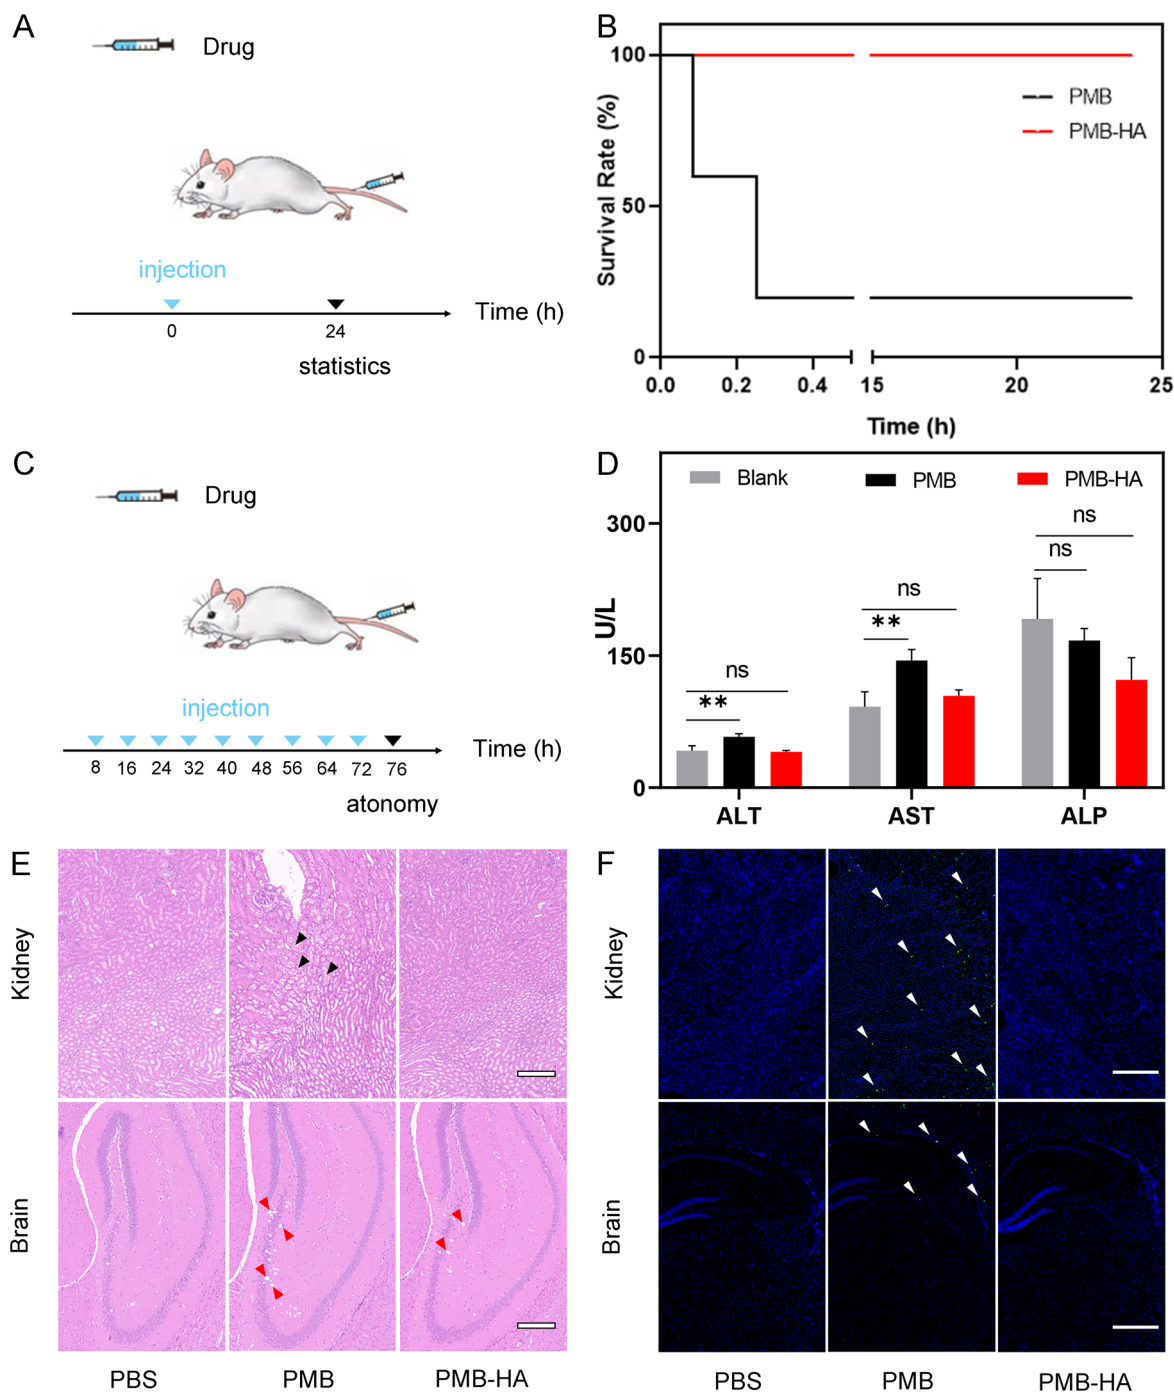 A
Drug
injection
0
24
Time (h)
statistics
B
Survival Rate (%)
100
50
0
PMB
PMB-HA
0.0 0.2 0.4 15 20 25
Time (h)
C
Drug
injection
8 16 24 32 40 48 56 64 72 76
Time (h)
atonomy
D
U/L
300
150
0
Blank PMB PMB-HA
ns
**
ns
**
ns
ns
ALT AST ALP
E
Kidney
Brain
PBS PMB PMB-HA
F
Kidney
Brain
PBS PMB PMB-HA